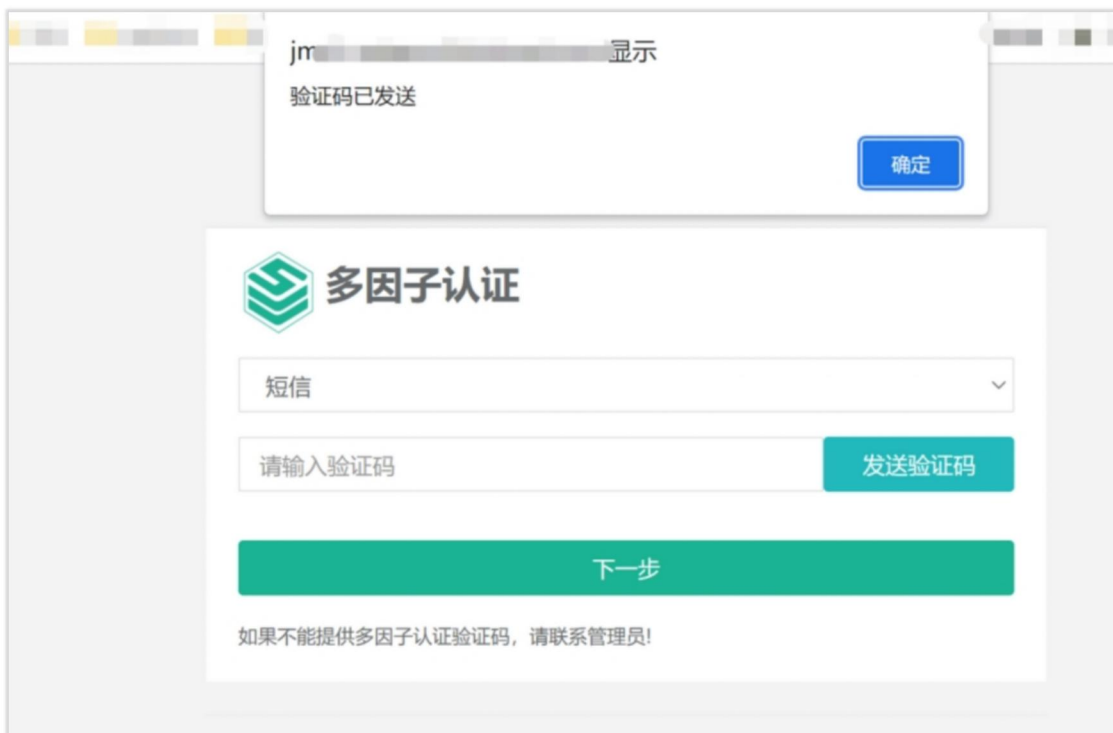 jm显示
验证码已发送
确定
多因子认证
短信
请输入验证码
发送验证码
下一步
如果不能提供多因子认证验证码，请联系管理员!